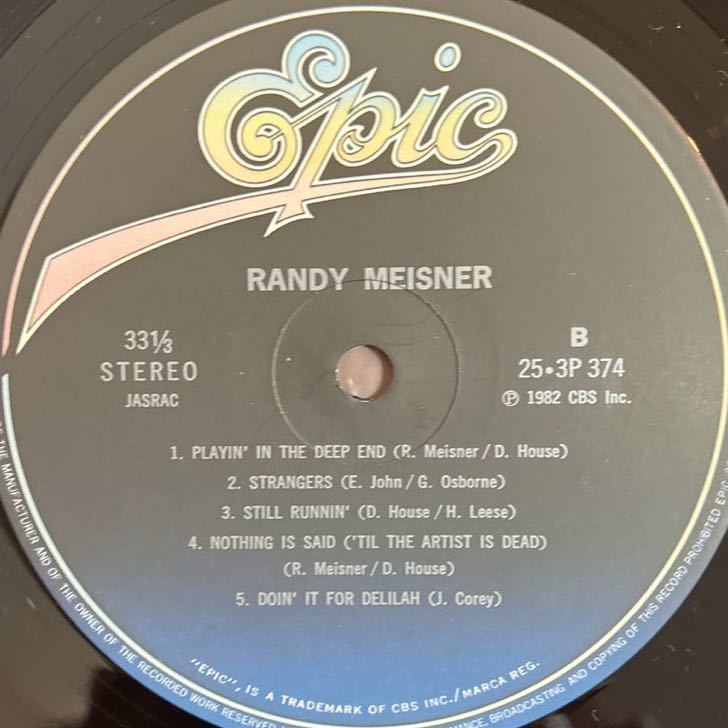 Epic
RANDY MEISNER
33⅓
STEREO
JASRAC
B
25•3P 374
Ⓟ 1982 CBS Inc.
1. PLAYIN' IN THE DEEP END (R. Meisner/D. House)
2. STRANGERS (E. John/G. Osborne)
3. STILL RUNNIN' (D. House/H. Leese)
4. NOTHING IS SAID ('TIL THE ARTIST IS DEAD)
(R. Meisner/D. House)
5. DOIN' IT FOR DELILAH (J. Corey)
"EPIC", IS A TRADEMARK OF CBS INC./MARCA REG.
THE MANUFACTURER AND OF THE OWNER OF THE RECORDED WORK RESERVED
BROADCASTING AND COPYING OF THIS RECORD PROHIBITED